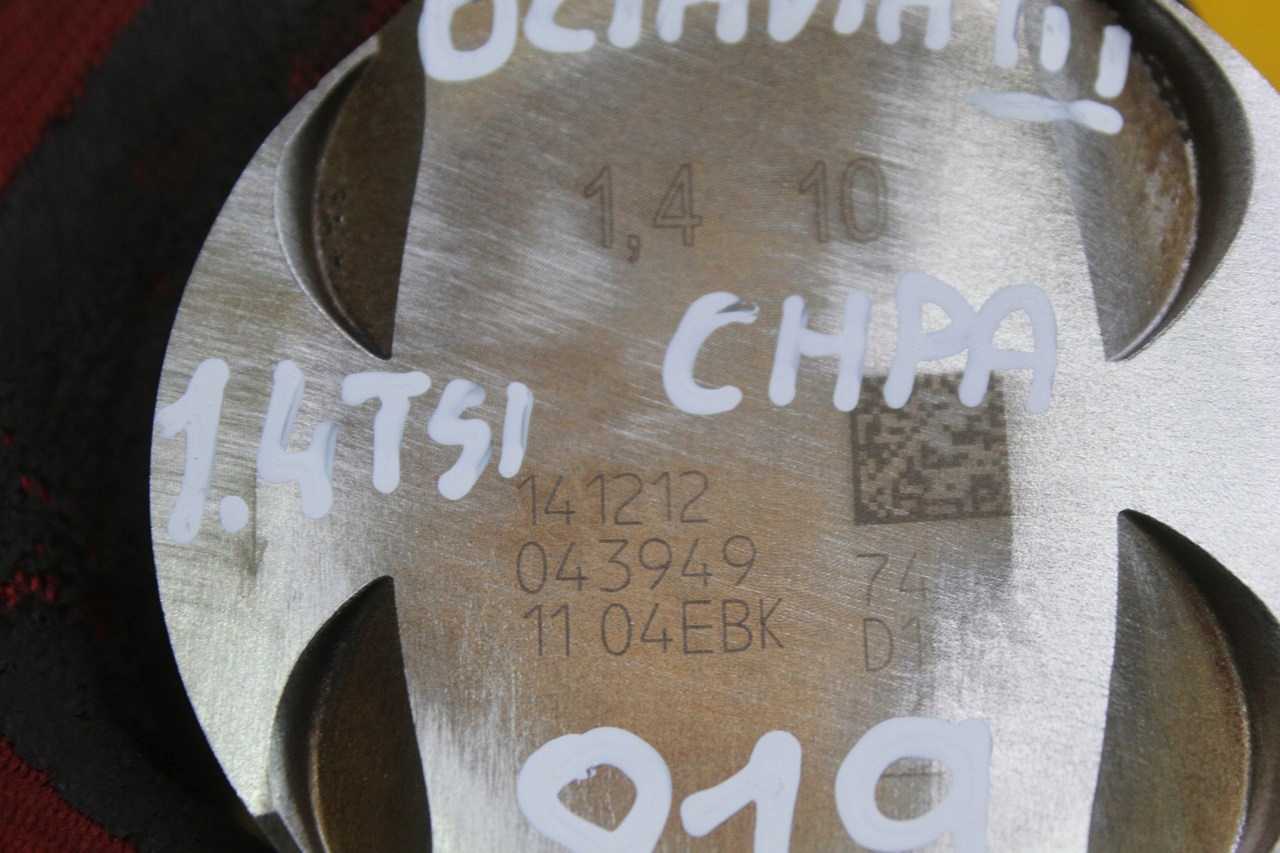 OCTAVIA III
1,4 10
CHPA
1.4TSI
141212
043949
74
11 04EBK
D1
019